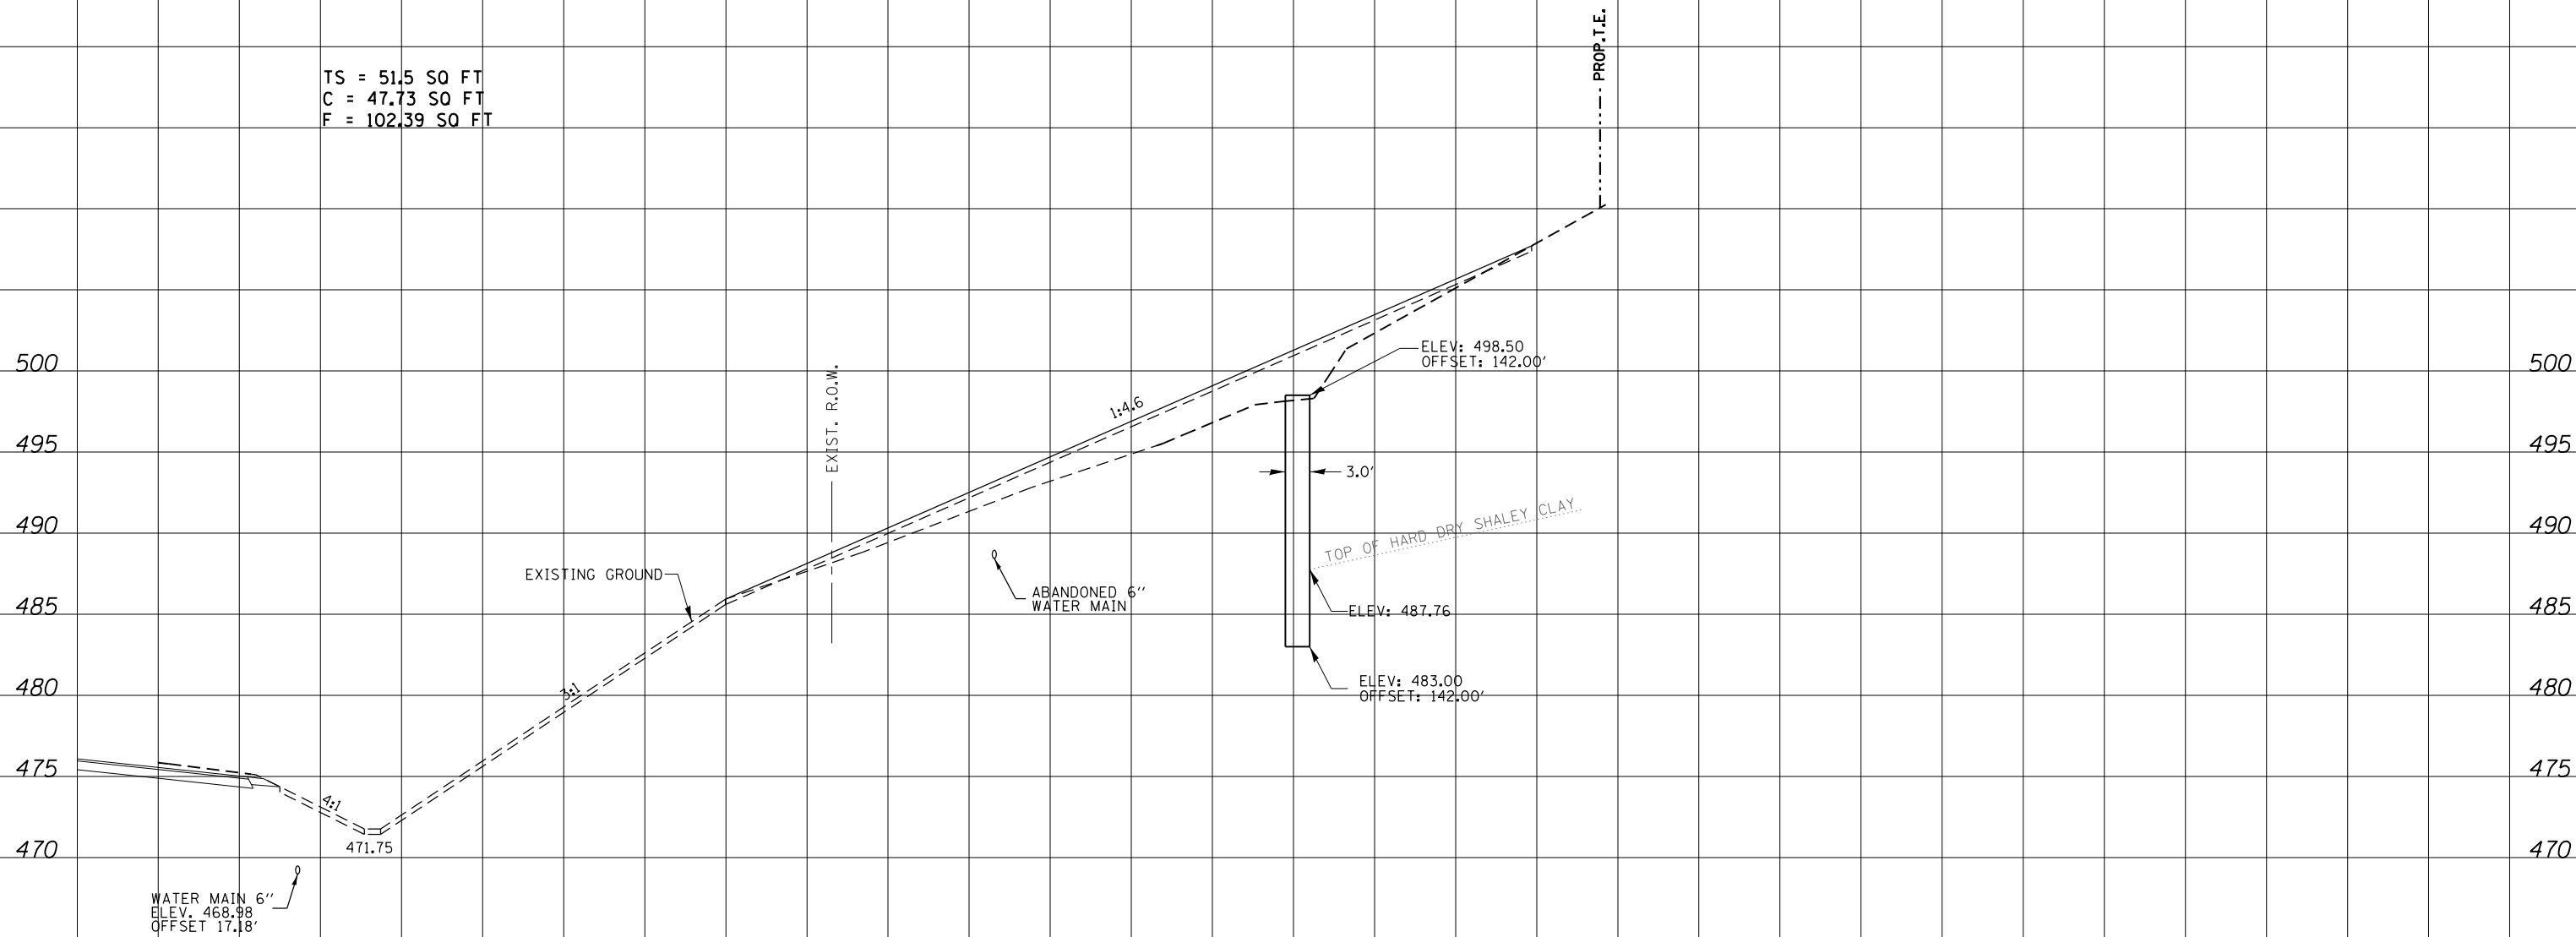 PROP.T.E.
TS = 51.5 SQ FT
C = 47.73 SQ FT
F = 102.39 SQ FT
500
ELEV: 498.50
OFFSET: 142.00'
500
EXIST. R.O.W.
1:4.6
495
3.0'
495
490
TOP OF HARD DRY SHALEY CLAY
490
EXISTING GROUND
ABANDONED 6''
WATER MAIN
485
ELEV: 487.76
485
480
3:1
ELEV: 483.00
OFFSET: 142.00'
480
475
4:1
475
470
471.75
470
WATER MAIN 6''
ELEV. 468.98
OFFSET 17.18'